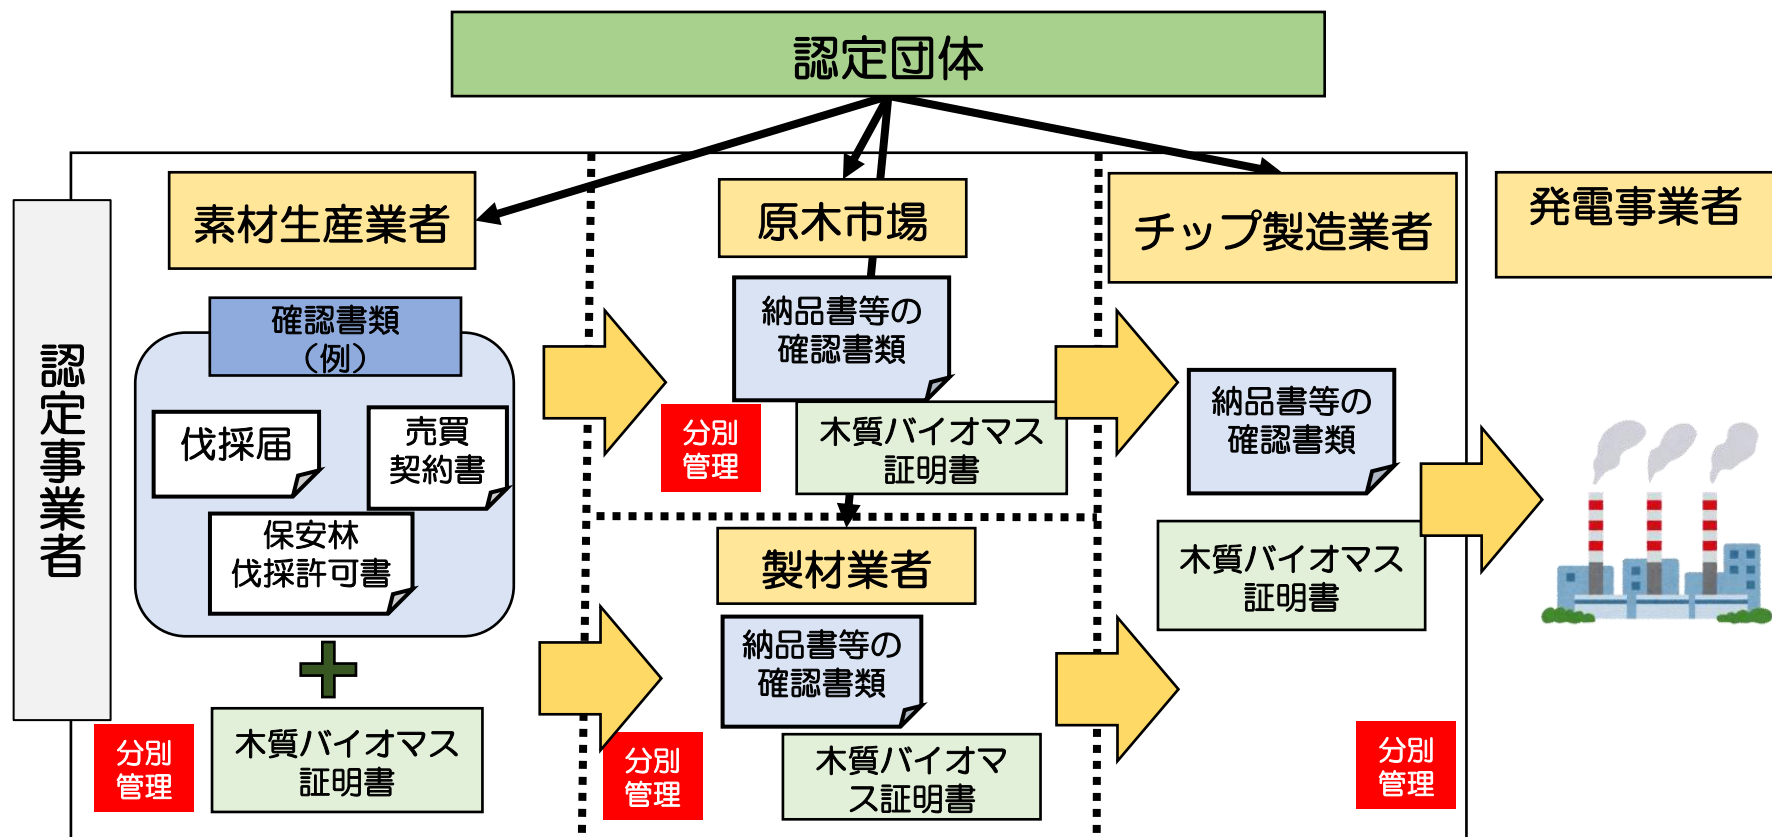 認定団体
認定事業者
素材生産業者
確認書類
（例）
伐採届
売買
契約書
保安林
伐採許可書
木質バイオマス
証明書
分別
管理
原木市場
納品書等の
確認書類
分別
管理
木質バイオマス
証明書
製材業者
納品書等の
確認書類
分別
管理
木質バイオマ
ス証明書
チップ製造業者
納品書等の
確認書類
木質バイオマス
証明書
分別
管理
発電事業者